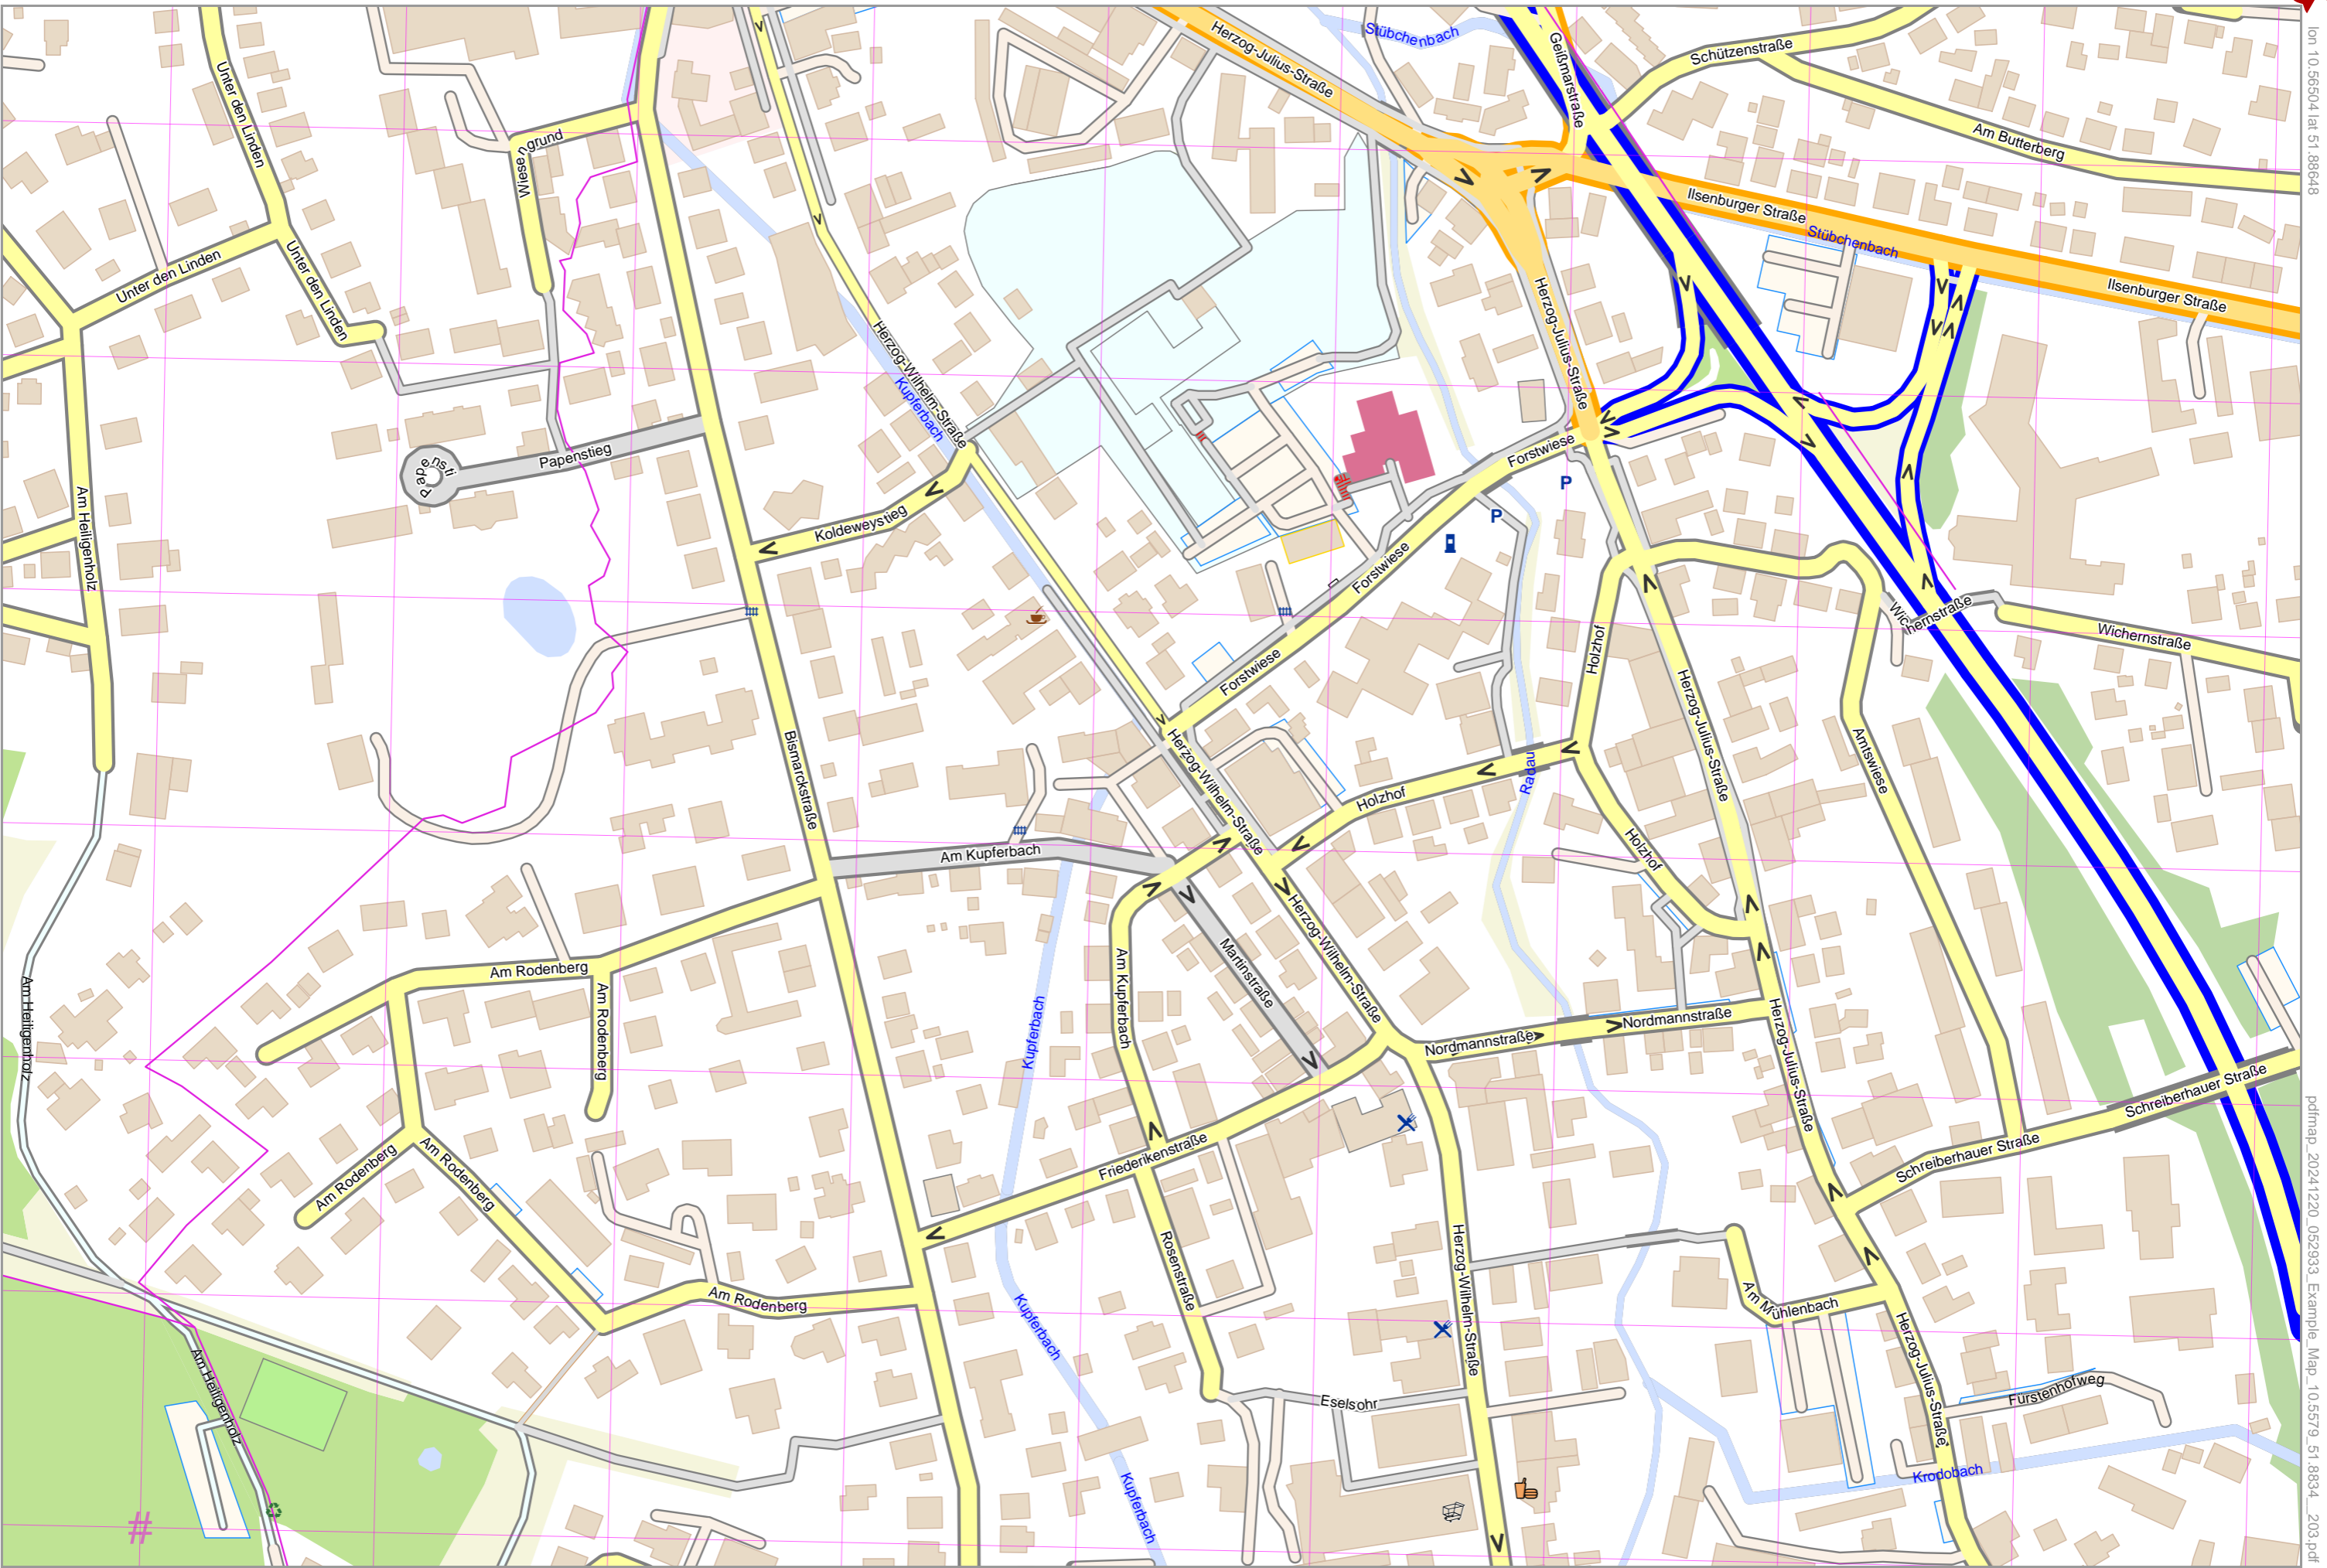 Herzog-Julius-Straße
Stübchenbach
Geißmarstraße
Schützenstraße
Am Butterberg
lon 10.56504 lat 51.88648
Unter den Linden
Wiesengrund
Ilsenburger Straße
Stübchenbach
Unter den Linden
Unter den Linden
Ilsenburger Straße
Herzog-Wilhelm-Straße
Kupferbach
Herzog-Julius-Straße
Papenstieg
Papensti
Koldeweystieg
Forstwiese
P
P
Am Heiligenholz
Forstwiese
Wichernstraße
Wichernstraße
Holzhof
Forstwiese
Herzog-Julius-Straße
Bismarckstraße
Herzog-Wilhelm-Straße
Radau
Amtswiese
Holzhof
Holzhof
Am Kupferbach
Herzog-Wilhelm-Straße
Martinstraße
Am Rodenberg
Am Kupferbach
Am Rodenberg
Kupferbach
Am Heiligenholz
Nordmannstraße
Nordmannstraße
Herzog-Julius-Straße
Schreiberhauer Straße
Schreiberhauer Straße
Friederikenstraße
Am Rodenberg
Am Rodenberg
Rosenstraße
Herzog-Wilhelm-Straße
Am Rodenberg
Am Mühlenbach
Kupferbach
Herzog-Julius-Straße
Am Heiligenholz
Eselsohr
Fürstenhofweg
Krodobach
Kupferbach
#
pdfmap_20241220_052933_Example_Map_10.5579_51.8834__203.pdf